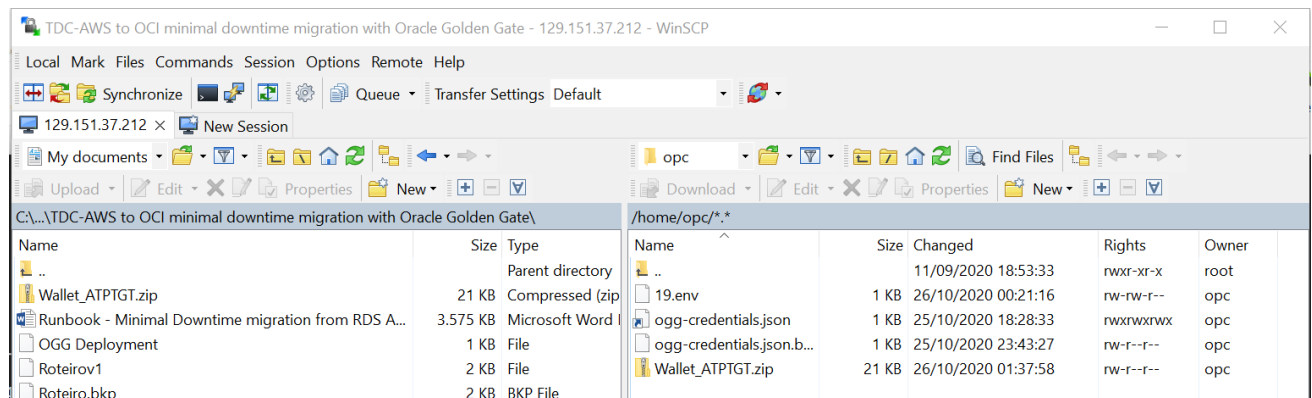 TDC-AWS to OCI minimal downtime migration with Oracle Golden Gate - 129.151.37.212 - WinSCP
Local Mark Files Commands Session Options Remote Help
Synchronize Queue Transfer Settings Default
129.151.37.212 × New Session
My documents opc Find Files
Upload Edit Properties New Download Edit Properties New
C:\...\TDC-AWS to OCI minimal downtime migration with Oracle Golden Gate\ /home/opc/*.*
Name Size Type Name Size Changed Rights Owner
.. Parent directory .. 11/09/2020 18:53:33 rwxr-xr-x root
Wallet_ATPTGT.zip 21 KB Compressed (zip 19.env 1 KB 26/10/2020 00:21:16 rw-rw-r-- opc
Runbook - Minimal Downtime migration from RDS A... 3.575 KB Microsoft Word ogg-credentials.json 1 KB 25/10/2020 18:28:33 rwxrwxrwx opc
OGG Deployment 1 KB File ogg-credentials.json.b... 1 KB 25/10/2020 23:43:27 rw-r--r-- opc
Roteirov1 2 KB File Wallet_ATPTGT.zip 21 KB 26/10/2020 01:37:58 rw-r--r-- opc
Roteiro.bkp 2 KB BKP File